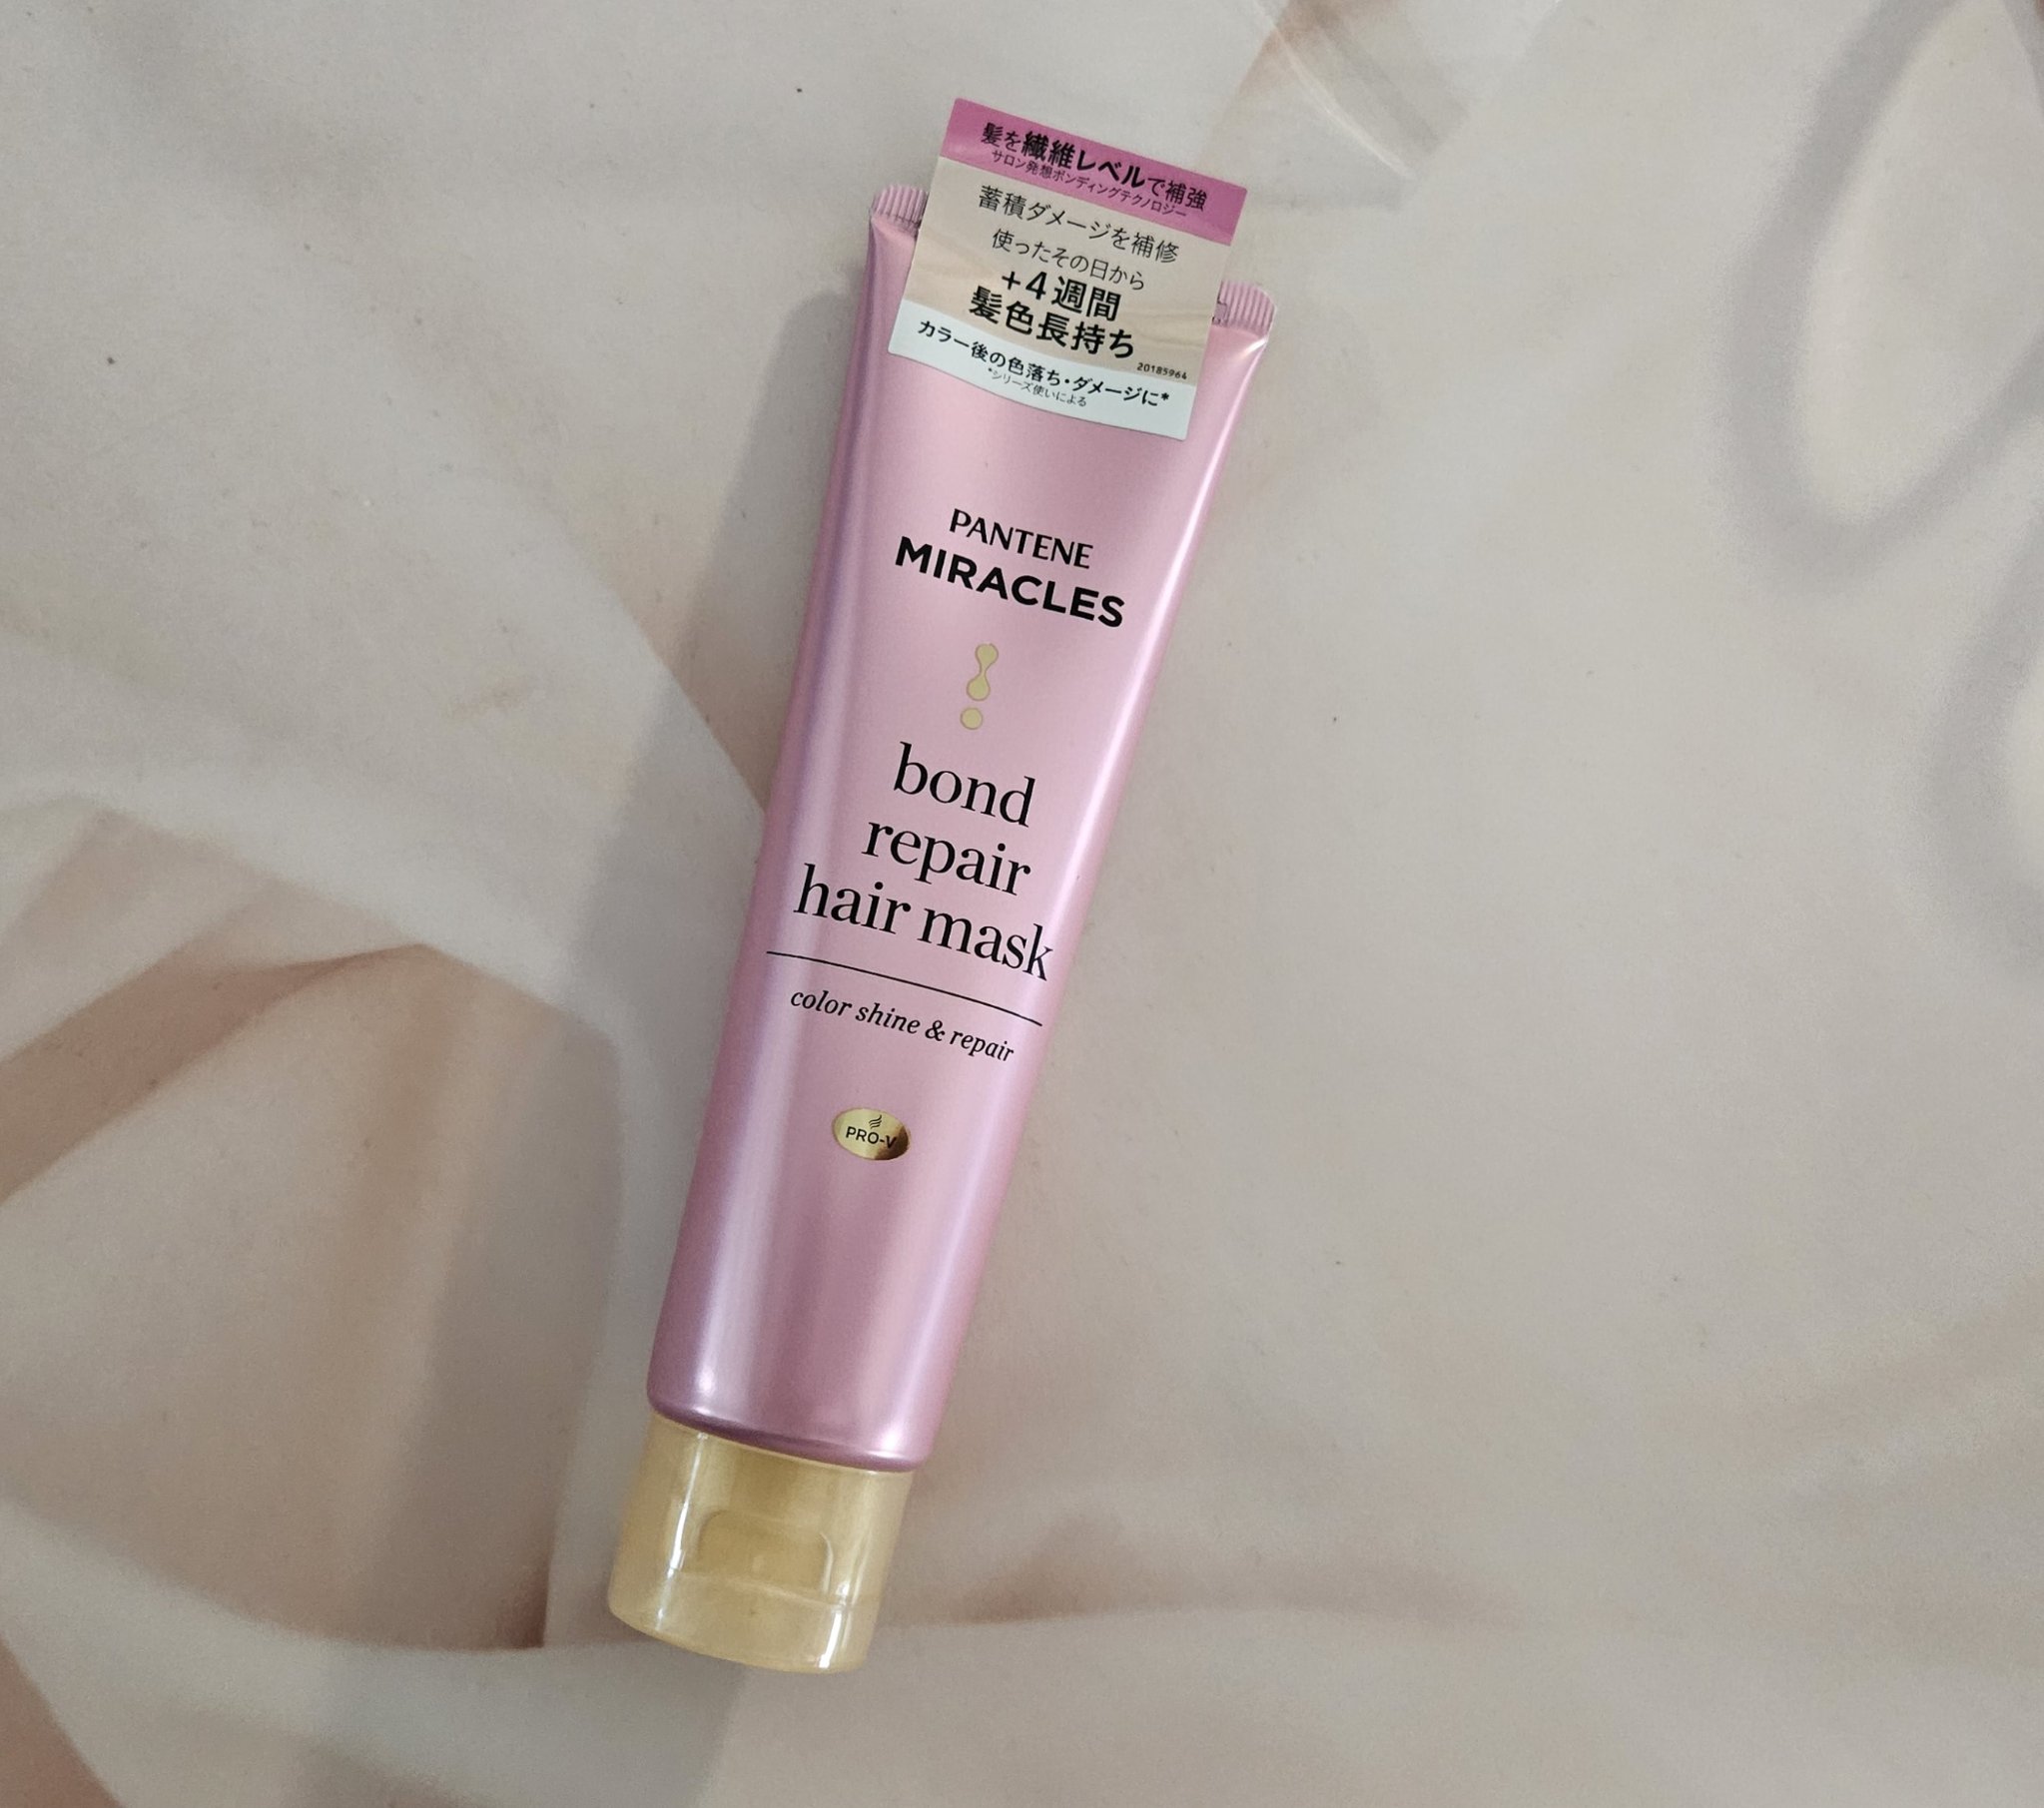 髪を繊維レベルで補強
サロン発想ボンディングテクノロジー
蓄積ダメージを補修
使ったその日から
+4週間
髪色長持ち
20185964
カラー後の色落ち・ダメージに*
*シリーズ使いによる
PANTENE
MIRACLES
bond
repair
hair mask
color shine & repair
PRO-V